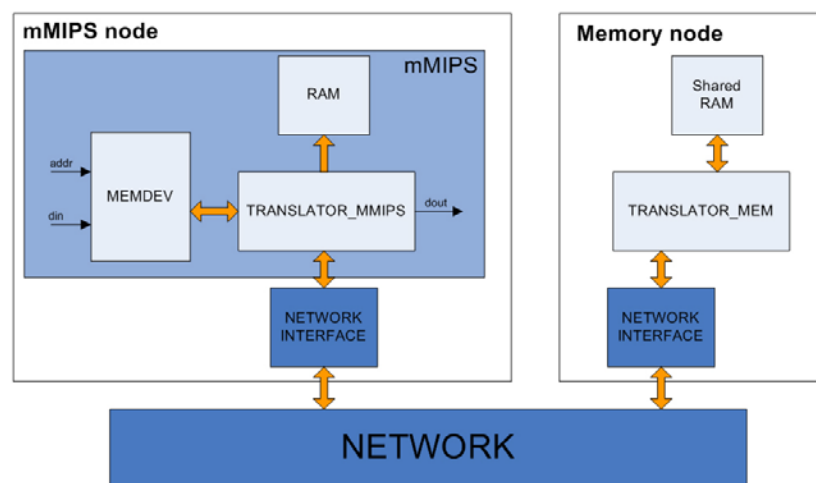 mMIPS node
mMIPS
RAM
addr
din
MEMDEV
TRANSLATOR_MMIPS
dout
NETWORK
INTERFACE
Memory node
Shared
RAM
TRANSLATOR_MEM
NETWORK
INTERFACE
NETWORK